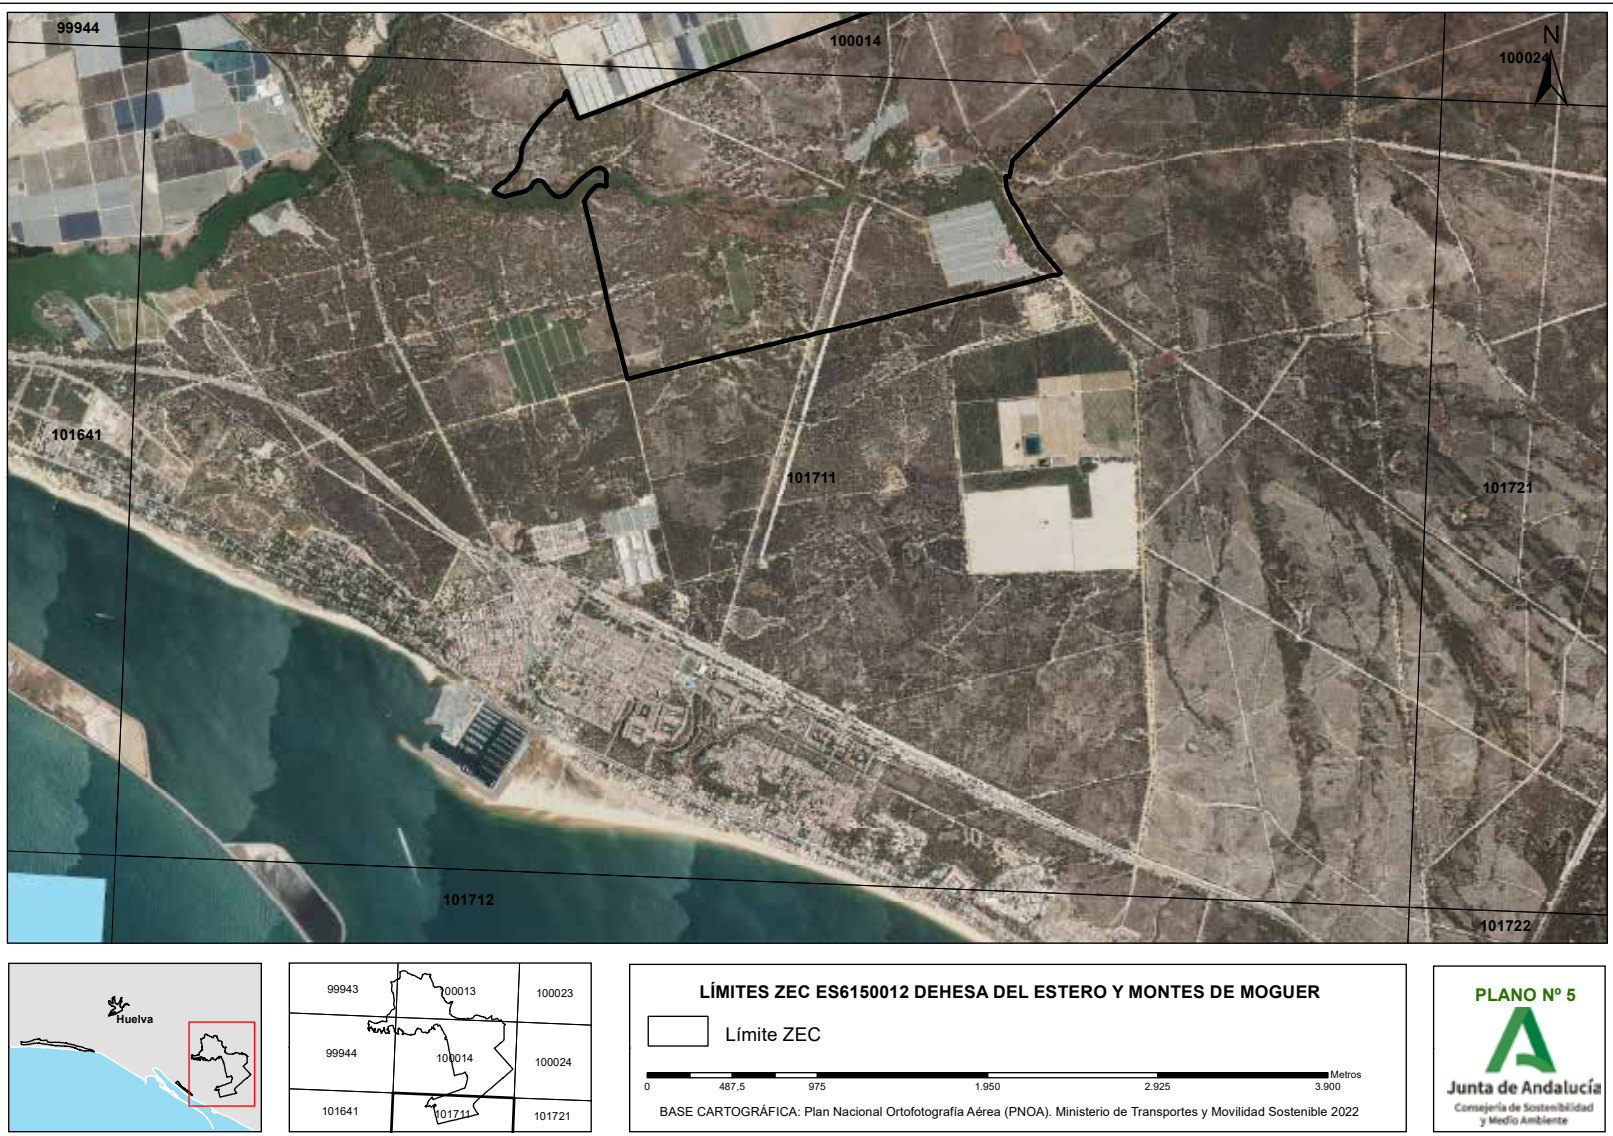 99944
100014
N
100024
101641
101711
101721
101712
101722
Huelva
99943
100013
100023
99944
100014
100024
101641
101711
101721
LÍMITES ZEC ES6150012 DEHESA DEL ESTERO Y MONTES DE MOGUER
Límite ZEC
Metros
0 487,5 975 1.950 2.925 3.900
BASE CARTOGRÁFICA: Plan Nacional Ortofotografía Aérea (PNOA). Ministerio de Transportes y Movilidad Sostenible 2022
PLANO Nº 5
Junta de Andalucía
Consejería de Sostenibilidad
y Medio Ambiente